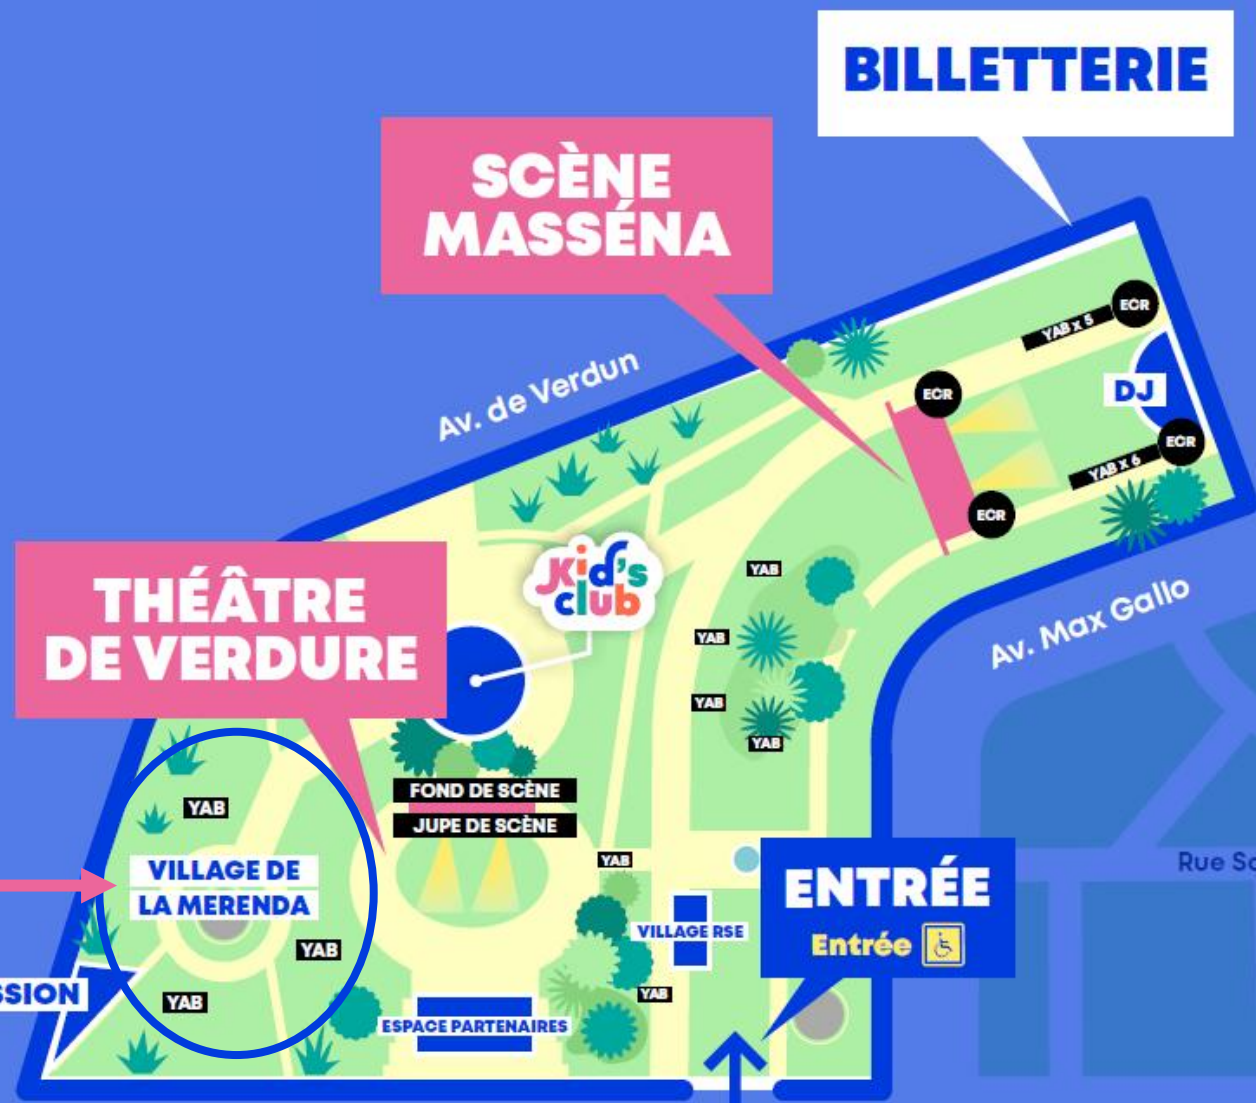 BILLETTERIE
SCÈNE
MASSÉNA
ECR
YAB x 5
Av. de Verdun
ECR
DJ
ECR
YAB x 6
ECR
Kid's
club
YAB
THÉÂTRE
DE VERDURE
Av. Max Gallo
YAB
YAB
YAB
FOND DE SCÈNE
YAB
JUPE DE SCÈNE
YAB
Rue
VILLAGE DE
LA MERENDA
ENTRÉE
Entrée
VILLAGE RSE
YAB
YAB
YAB
SSION
ESPACE PARTENAIRES